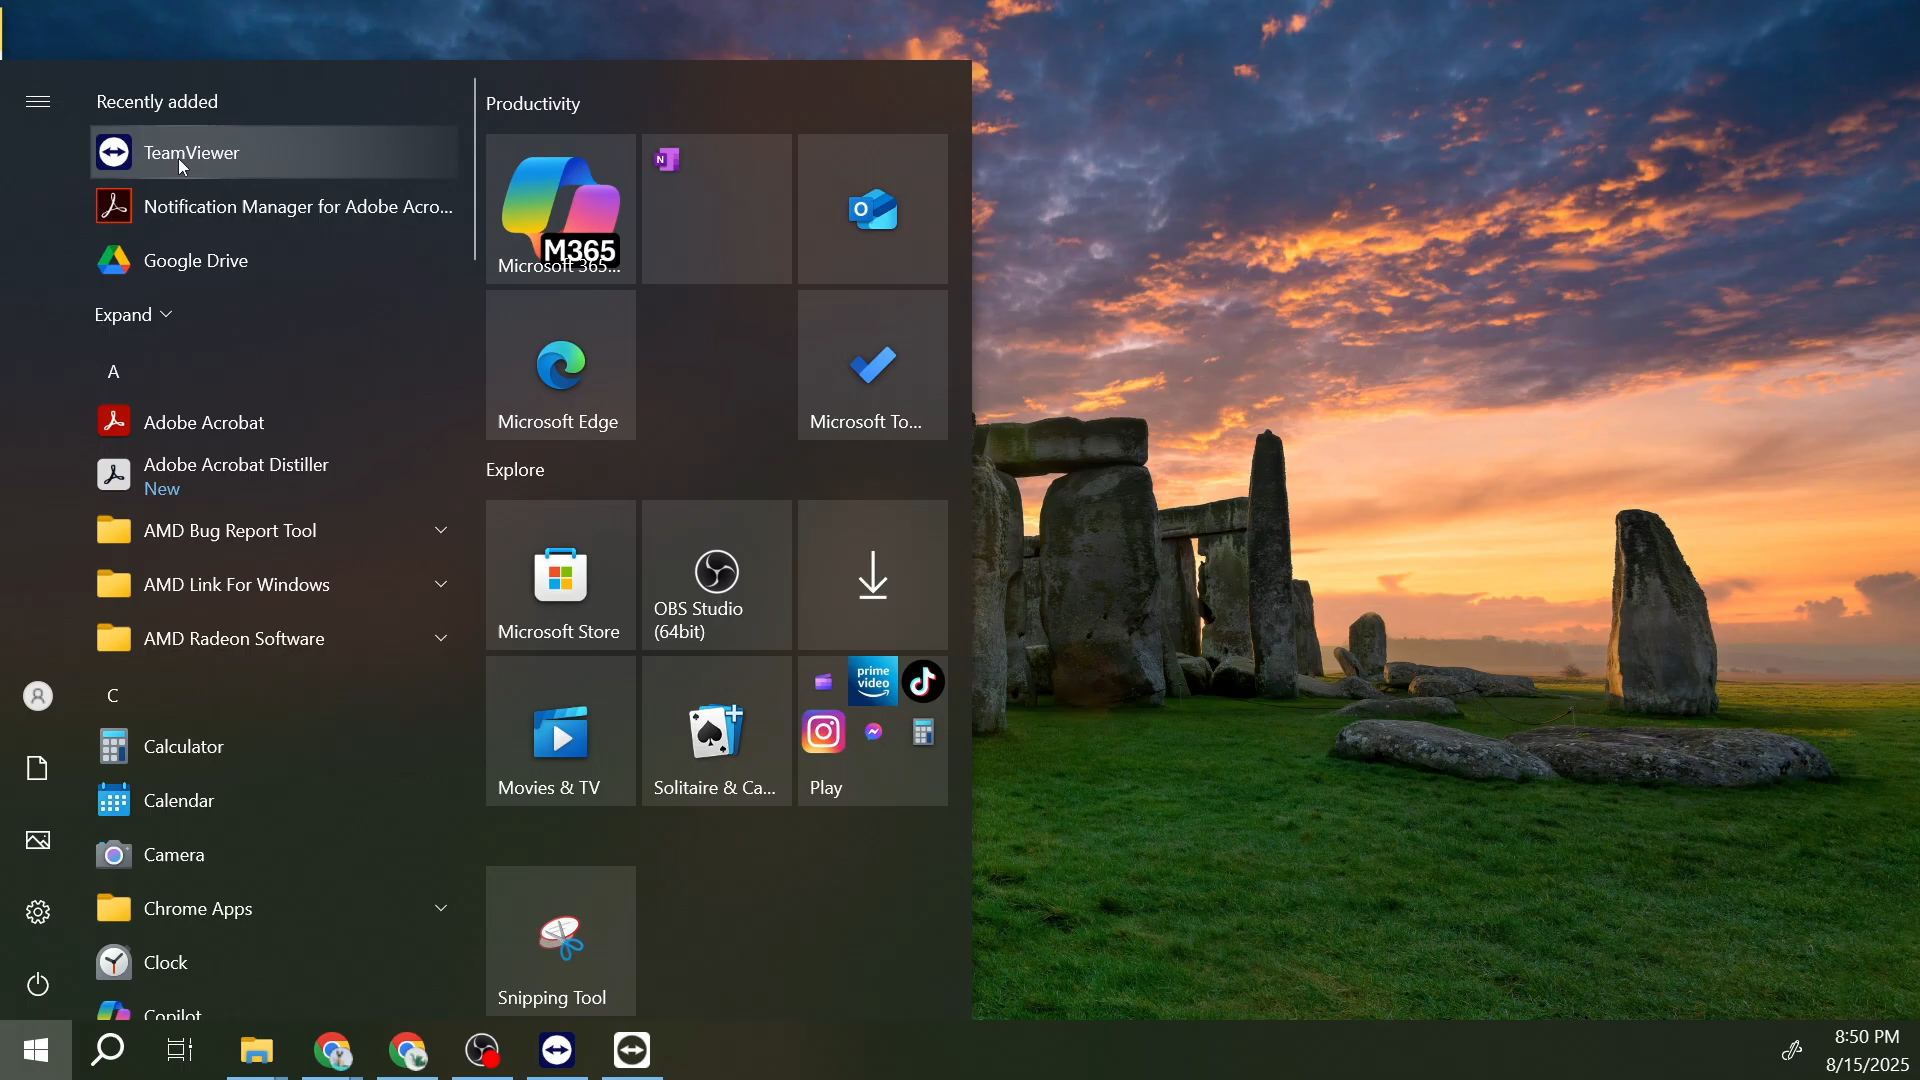 Recently added
TeamViewer
Notification Manager for Adobe Acro...
Google Drive
Expand
A
Adobe Acrobat
Adobe Acrobat Distiller
New
AMD Bug Report Tool
AMD Link For Windows
AMD Radeon Software
C
Calculator
Calendar
Camera
Chrome Apps
Clock
Copilot
Productivity
M365
Microsoft 365...
N
O
Microsoft Edge
Microsoft To...
Explore
Microsoft Store
OBS Studio
(64bit)
Movies & TV
Solitaire & Ca...
prime
video
Play
Snipping Tool
8:50 PM
8/15/2025